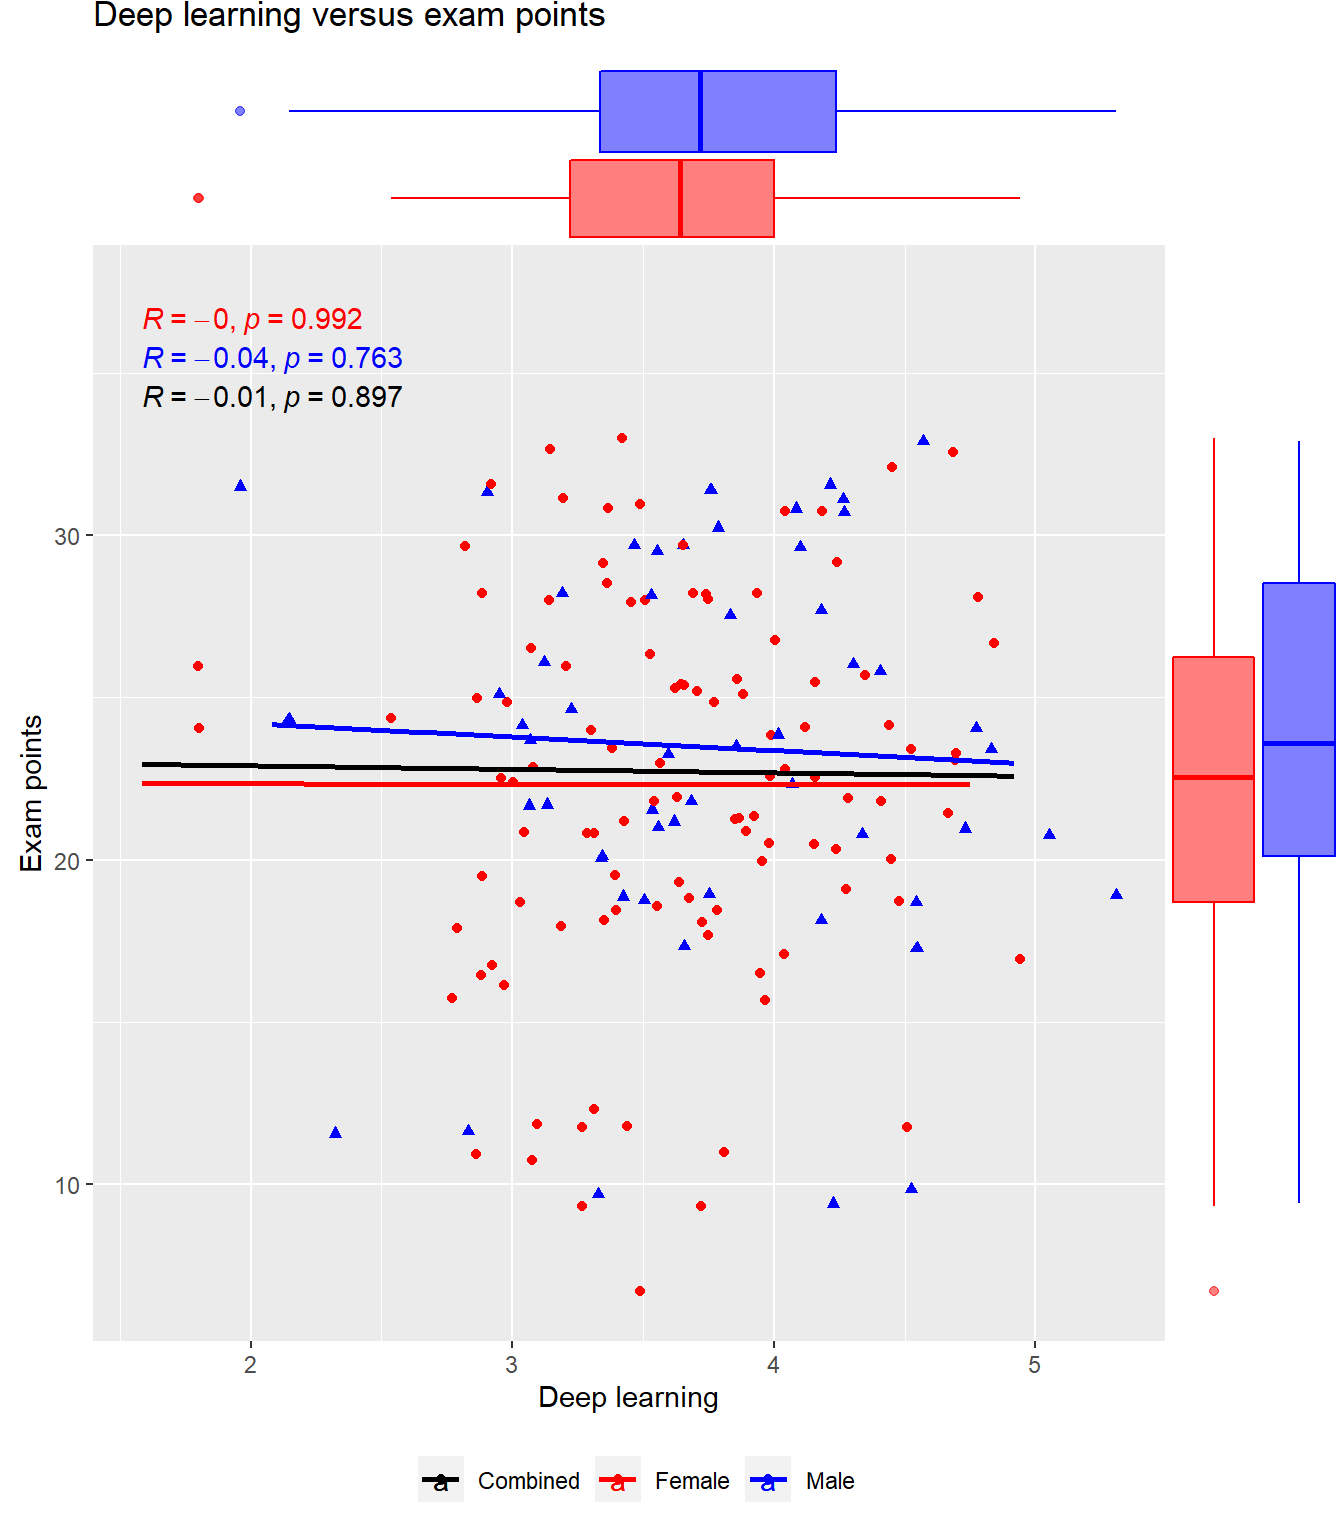 Deep learning versus exam points
R = −0, p = 0.992
R = −0.04, p = 0.763
R = −0.01, p = 0.897
30
20
10
Exam points
2 3 4 5
Deep learning
a Combined a Female a Male